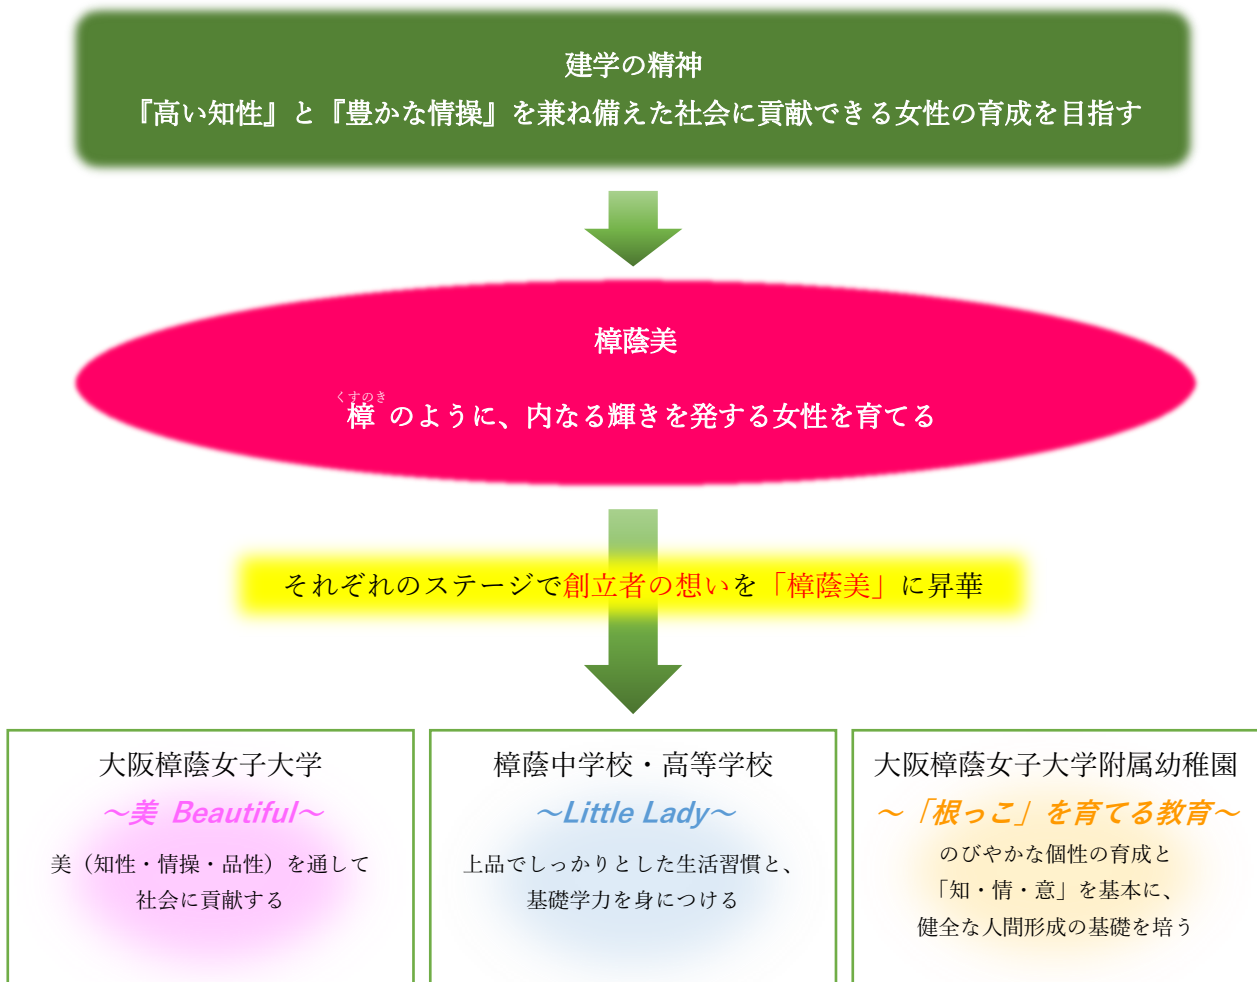 建学の精神
『高い知性』と『豊かな情操』を兼ね備えた社会に貢献できる女性の育成を目指す
樟蔭美
くすのき
樟のように、内なる輝きを発する女性を育てる
それぞれのステージで創立者の想いを「樟蔭美」に昇華
大阪樟蔭女子大学
～美 Beautiful～
美（知性・情操・品性）を通して
社会に貢献する
樟蔭中学校・高等学校
～Little Lady～
上品でしっかりとした生活習慣と、
基礎学力を身につける
大阪樟蔭女子大学附属幼稚園
～「根っこ」を育てる教育～
のびやかな個性の育成と
「知・情・意」を基本に、
健全な人間形成の基礎を培う